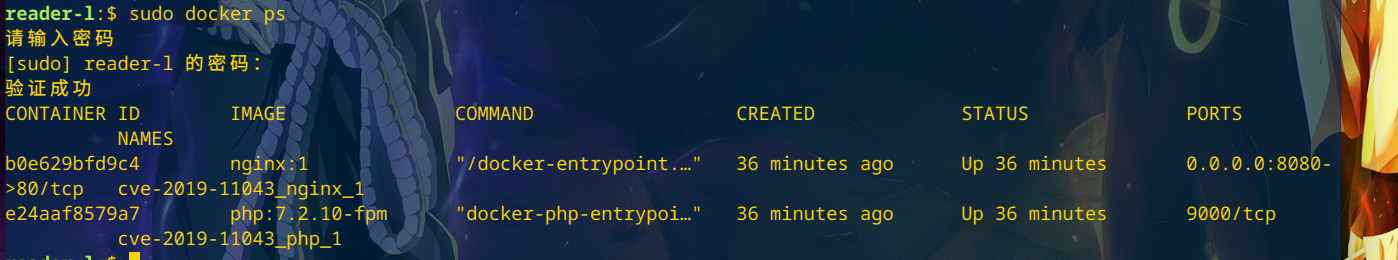 reader-l:$ sudo docker ps
请输入密码
[sudo] reader-l 的密码：
验证成功
CONTAINER ID        IMAGE               COMMAND                  CREATED             STATUS              PORTS
          NAMES
b0e629bfd9c4        nginx:1             "/docker-entrypoint.…"   36 minutes ago      Up 36 minutes       0.0.0.0:8080-
>80/tcp   cve-2019-11043_nginx_1
e24aaf8579a7        php:7.2.10-fpm      "docker-php-entrypoi…"   36 minutes ago      Up 36 minutes       9000/tcp
          cve-2019-11043_php_1
reader-l:$